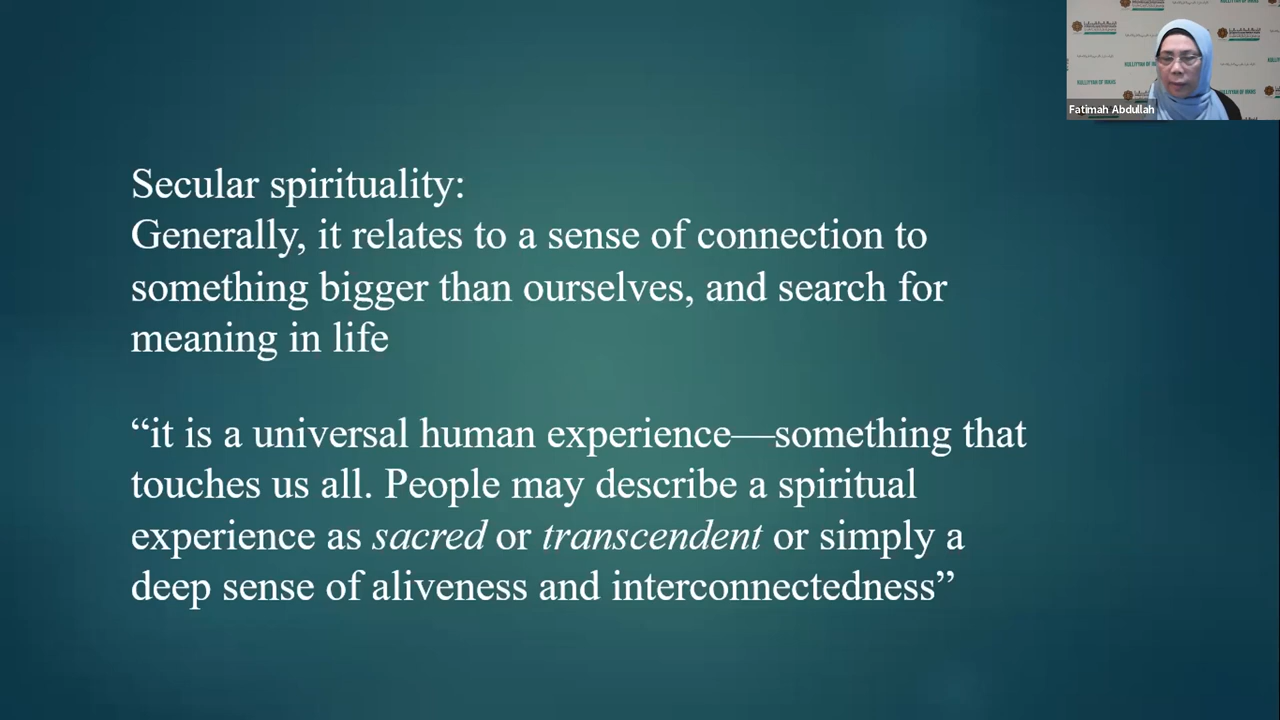 Secular spirituality:
Generally, it relates to a sense of connection to
something bigger than ourselves, and search for
meaning in life
“it is a universal human experience—something that
touches us all. People may describe a spiritual
experience as sacred or transcendent or simply a
deep sense of aliveness and interconnectedness”
Fatimah Abdullah